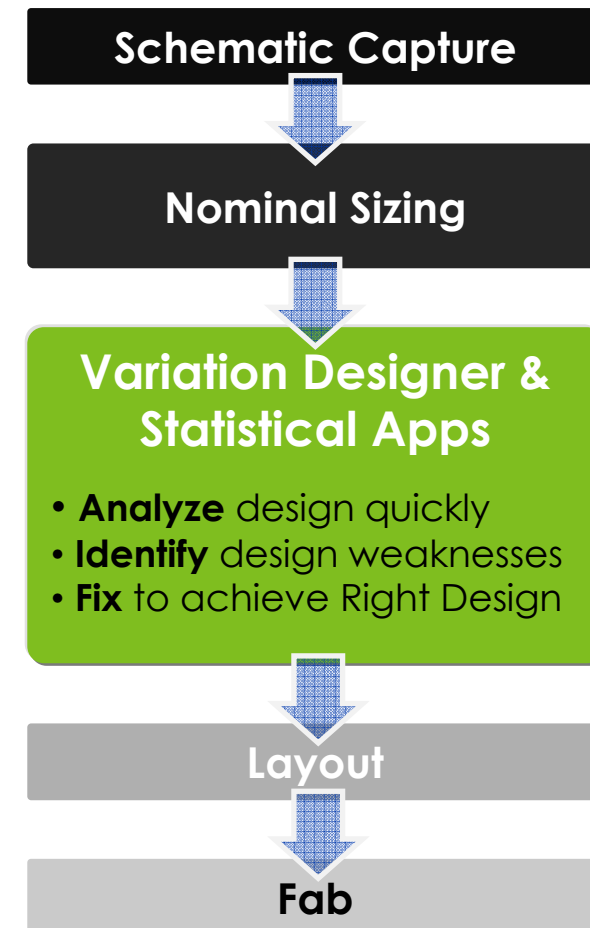 Schematic Capture
Nominal Sizing
Variation Designer &
Statistical Apps
• Analyze design quickly
• Identify design weaknesses
• Fix to achieve Right Design
Layout
Fab